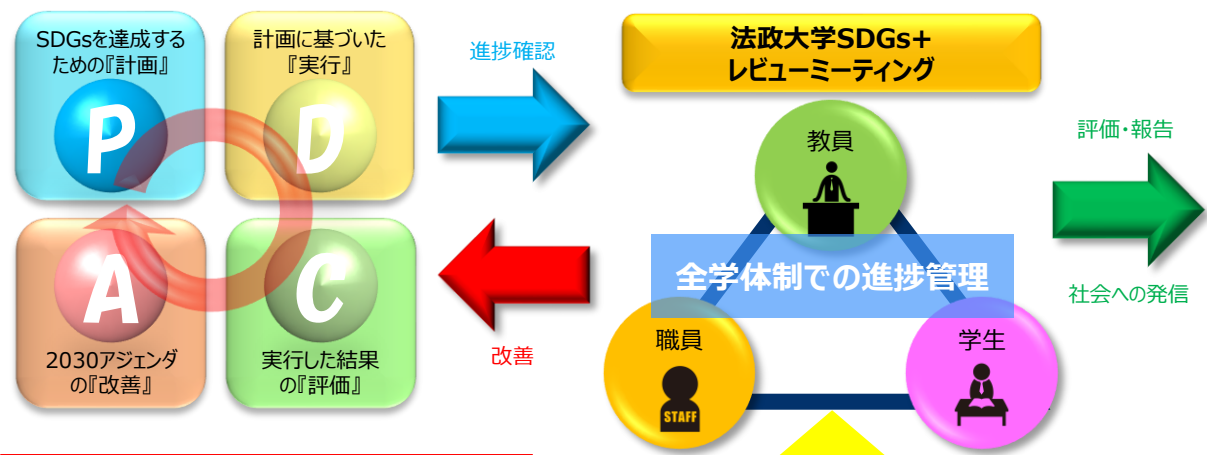 SDGsを達成する
ための『計画』
P
計画に基づいた
『実行』
D
A
2030アジェンダ
の『改善』
C
実行した結果
の『評価』
進捗確認
改善
法政大学SDGs+
レビューミーティング
教員
全学体制での進捗管理
職員
STAFF
学生
評価・報告
社会への発信